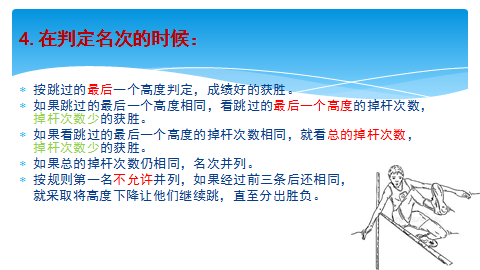 4.在判定名次的时候：
* 按跳过的最后一个高度判定，成绩好的获胜。
* 如果跳过的最后一个高度相同，看跳过的最后一个高度的掉杆次数，
掉杆次数少的获胜。
* 如果看跳过的最后一个高度的掉杆次数相同，就看总的掉杆次数，
掉杆次数少的获胜。
* 如果总的掉杆次数仍相同，名次并列。
* 按规则第一名不允许并列，如果经过前三条后还相同，
就采取将高度下降让他们继续跳，直至分出胜负。